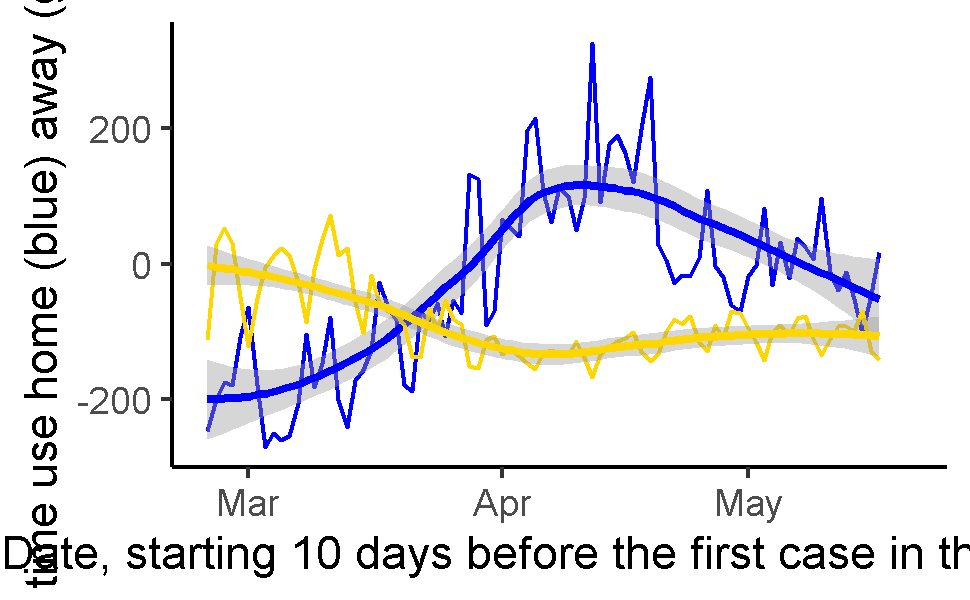 time use home (blue) away (
200
0
-200
Mar Apr May
Date, starting 10 days before the first case in th